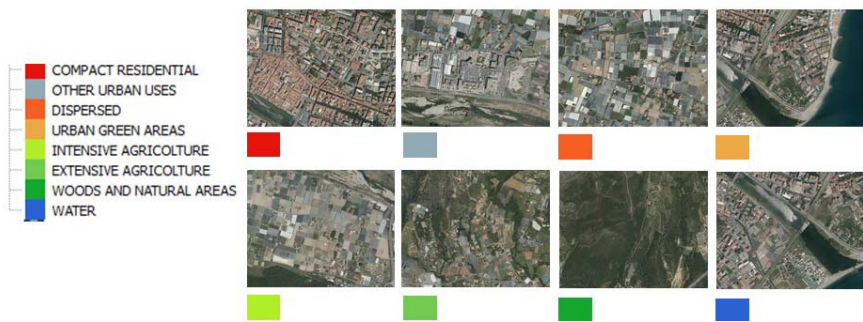 COMPACT RESIDENTIAL
OTHER URBAN USES
DISPERSED
URBAN GREEN AREAS
INTENSIVE AGRICOLTURE
EXTENSIVE AGRICOLTURE
WOODS AND NATURAL AREAS
WATER